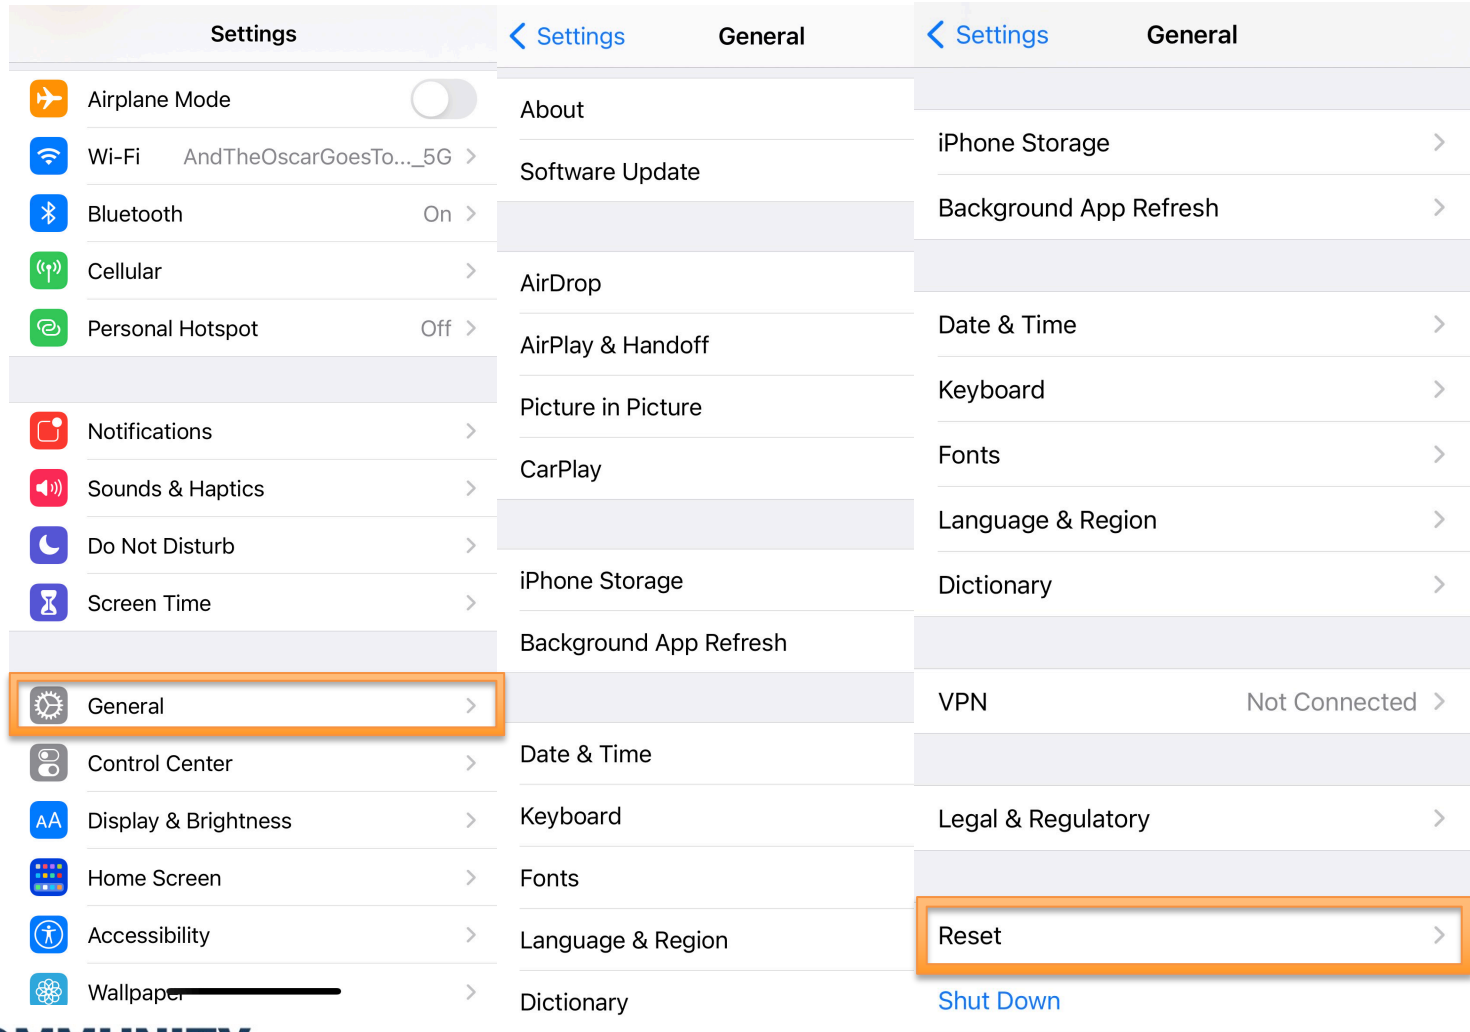 Settings
Airplane Mode
Wi-Fi AndTheOscarGoesTo..._5G
Bluetooth On
Cellular
Personal Hotspot Off
Notifications
Sounds & Haptics
Do Not Disturb
Screen Time
General
Control Center
AA Display & Brightness
Home Screen
Accessibility
Wallpaper
Settings General
About
Software Update
AirDrop
AirPlay & Handoff
Picture in Picture
CarPlay
iPhone Storage
Background App Refresh
Date & Time
Keyboard
Fonts
Language & Region
Dictionary
Settings General
iPhone Storage
Background App Refresh
Date & Time
Keyboard
Fonts
Language & Region
Dictionary
VPN Not Connected
Legal & Regulatory
Reset
Shut Down